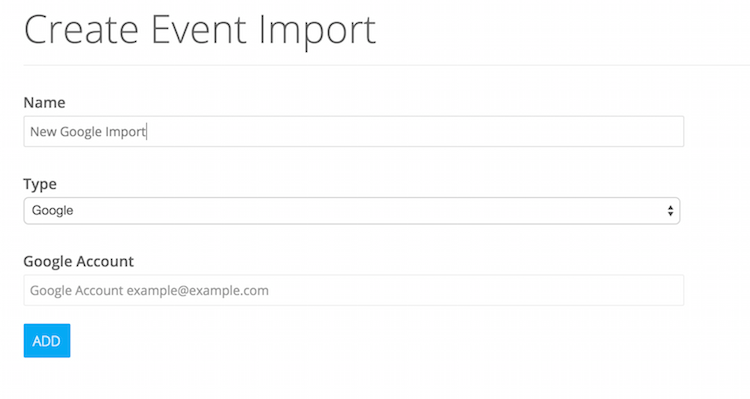 Create Event Import
Name
New Google Import
Type
Google
Google Account
Google Account example@example.com
ADD